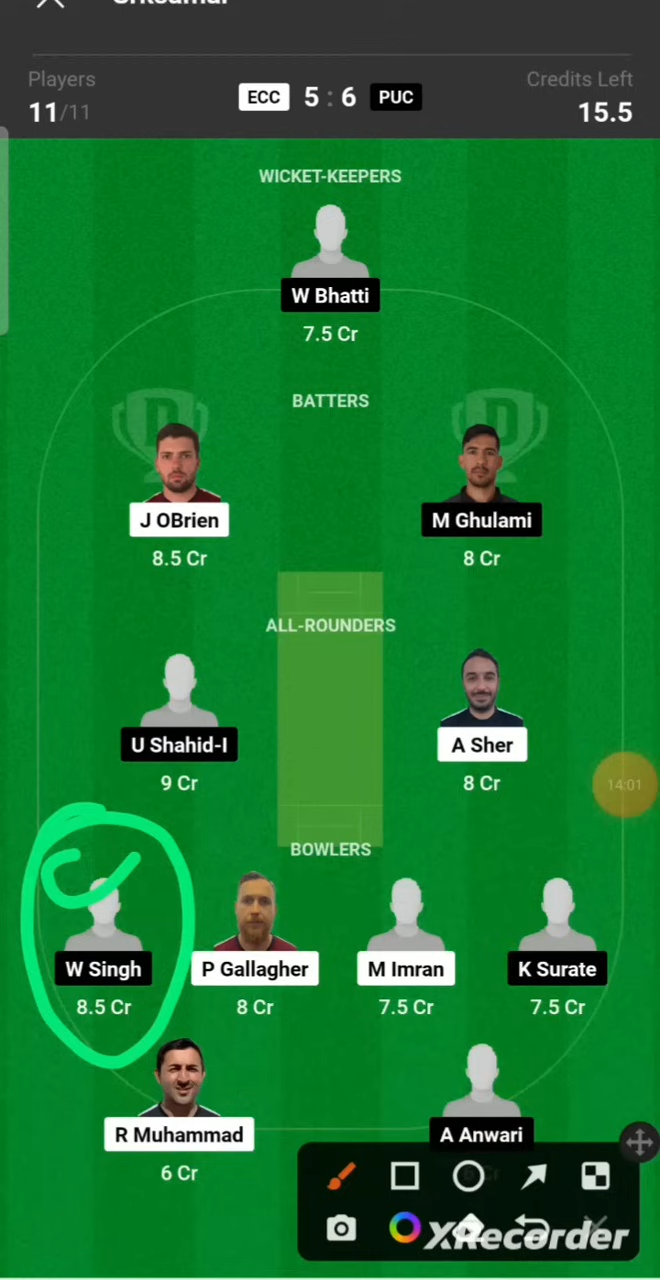 Players
Credits Left
11/11
ECC 5 : 6 PUC
15.5
WICKET-KEEPERS
W Bhatti
7.5 Cr
BATTERS
J OBrien
M Ghulami
8.5 Cr
8 Cr
ALL-ROUNDERS
U Shahid-I
A Sher
9 Cr
8 Cr
14:01
BOWLERS
W Singh
P Gallagher
M Imran
K Surate
8.5 Cr
8 Cr
7.5 Cr
7.5 Cr
R Muhammad
A Anwari
6 Cr
XRecorder